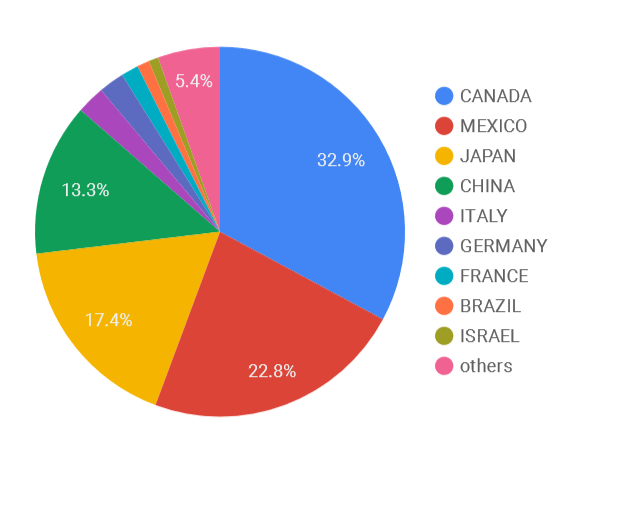 5.4%
32.9%
13.3%
17.4%
22.8%
CANADA
MEXICO
JAPAN
CHINA
ITALY
GERMANY
FRANCE
BRAZIL
ISRAEL
others